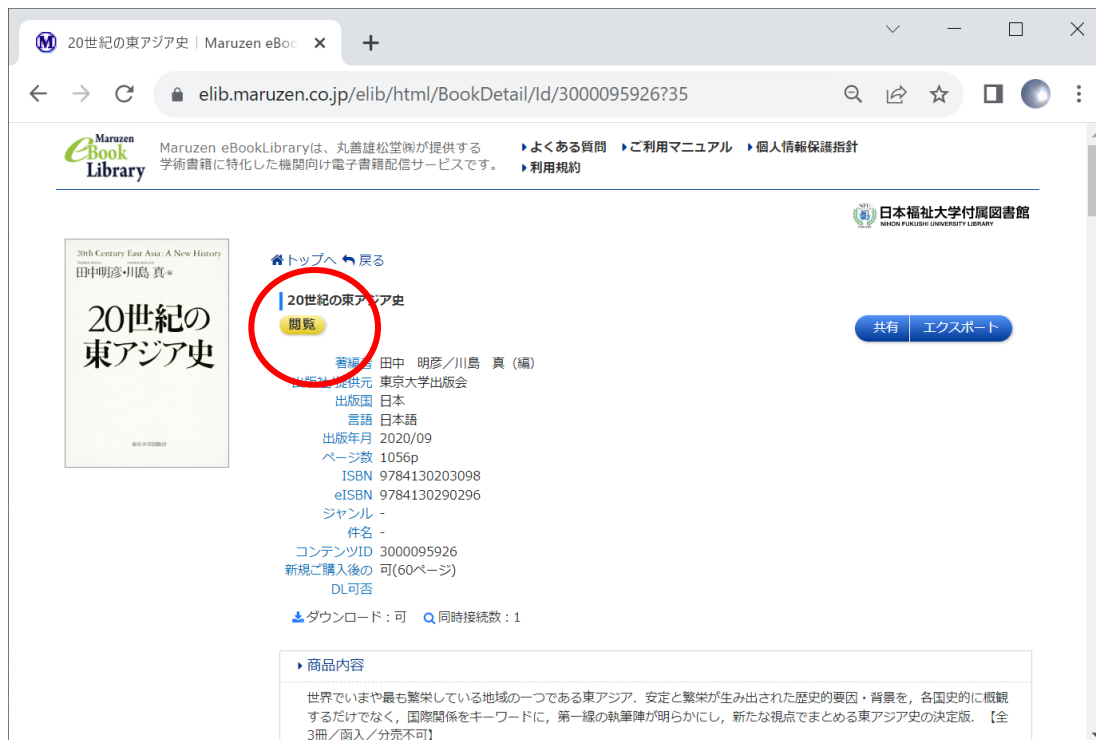 20世紀の東アジア史 | Maruzen eBoo
elib.maruzen.co.jp/elib/html/BookDetail/Id/3000095926?35
Maruzen
eBook
Library
Maruzen eBookLibraryは、丸善雄松堂㈱が提供する
学術書籍に特化した機関向け電子書籍配信サービスです。
よくある質問 ご利用マニュアル 個人情報保護指針
利用規約
NFU
日本福祉大学付属図書館
NIHON FUKUSHI UNIVERSITY LIBRARY
20th Century East Asia: A New History
田中明彦・川島 真 編
20世紀の
東アジア史
東京大学出版会
トップへ 戻る
20世紀の東アジア史
閲覧
共有 エクスポート
著編者 田中 明彦/川島 真(編)
出版社/提供元 東京大学出版会
出版国 日本
言語 日本語
出版年月 2020/09
ページ数 1056p
ISBN 9784130203098
eISBN 9784130290296
ジャンル -
件名 -
コンテンツID 3000095926
新規ご購入後の 可(60ページ)
DL可否
ダウンロード:可 同時接続数:1
商品内容
世界でいまや最も繁栄している地域の一つである東アジア.安定と繁栄が生み出された歴史的要因・背景を,各国史的に概観
するだけでなく,国際関係をキーワードに,第一線の執筆陣が明らかにし,新たな視点でまとめる東アジア史の決定版.【全
3冊/函入/分売不可】